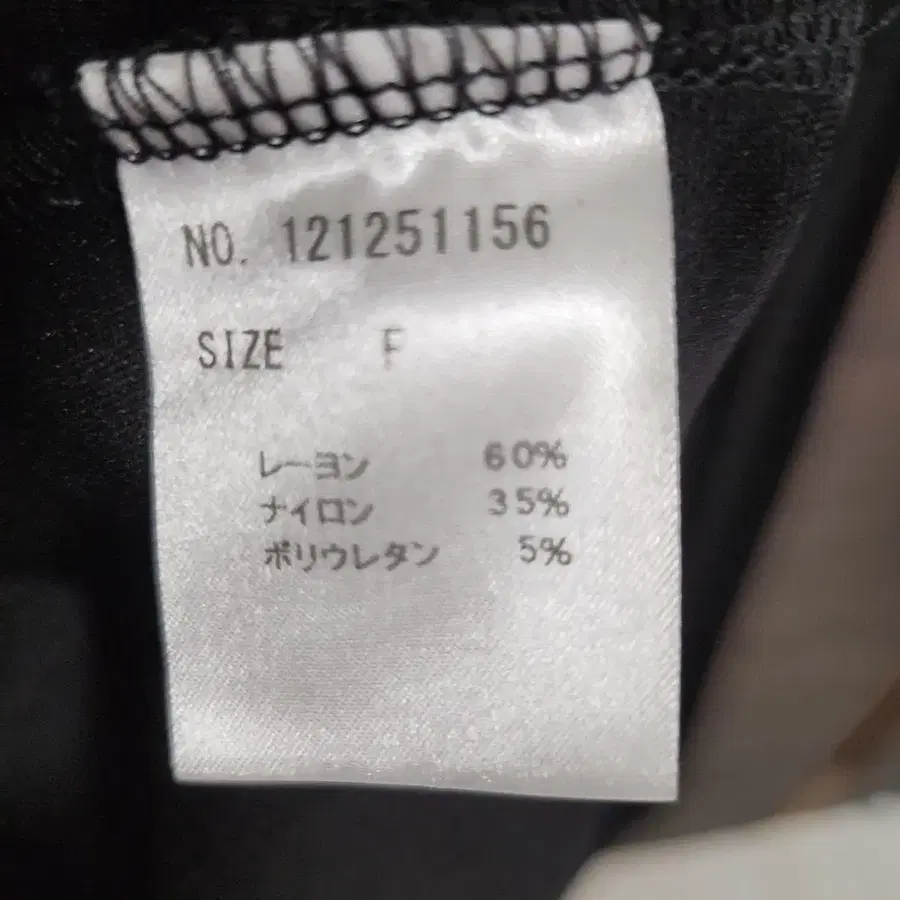 NO. 121251156
SIZE F
レーヨン 60%
ナイロン 35%
ポリウレタン 5%